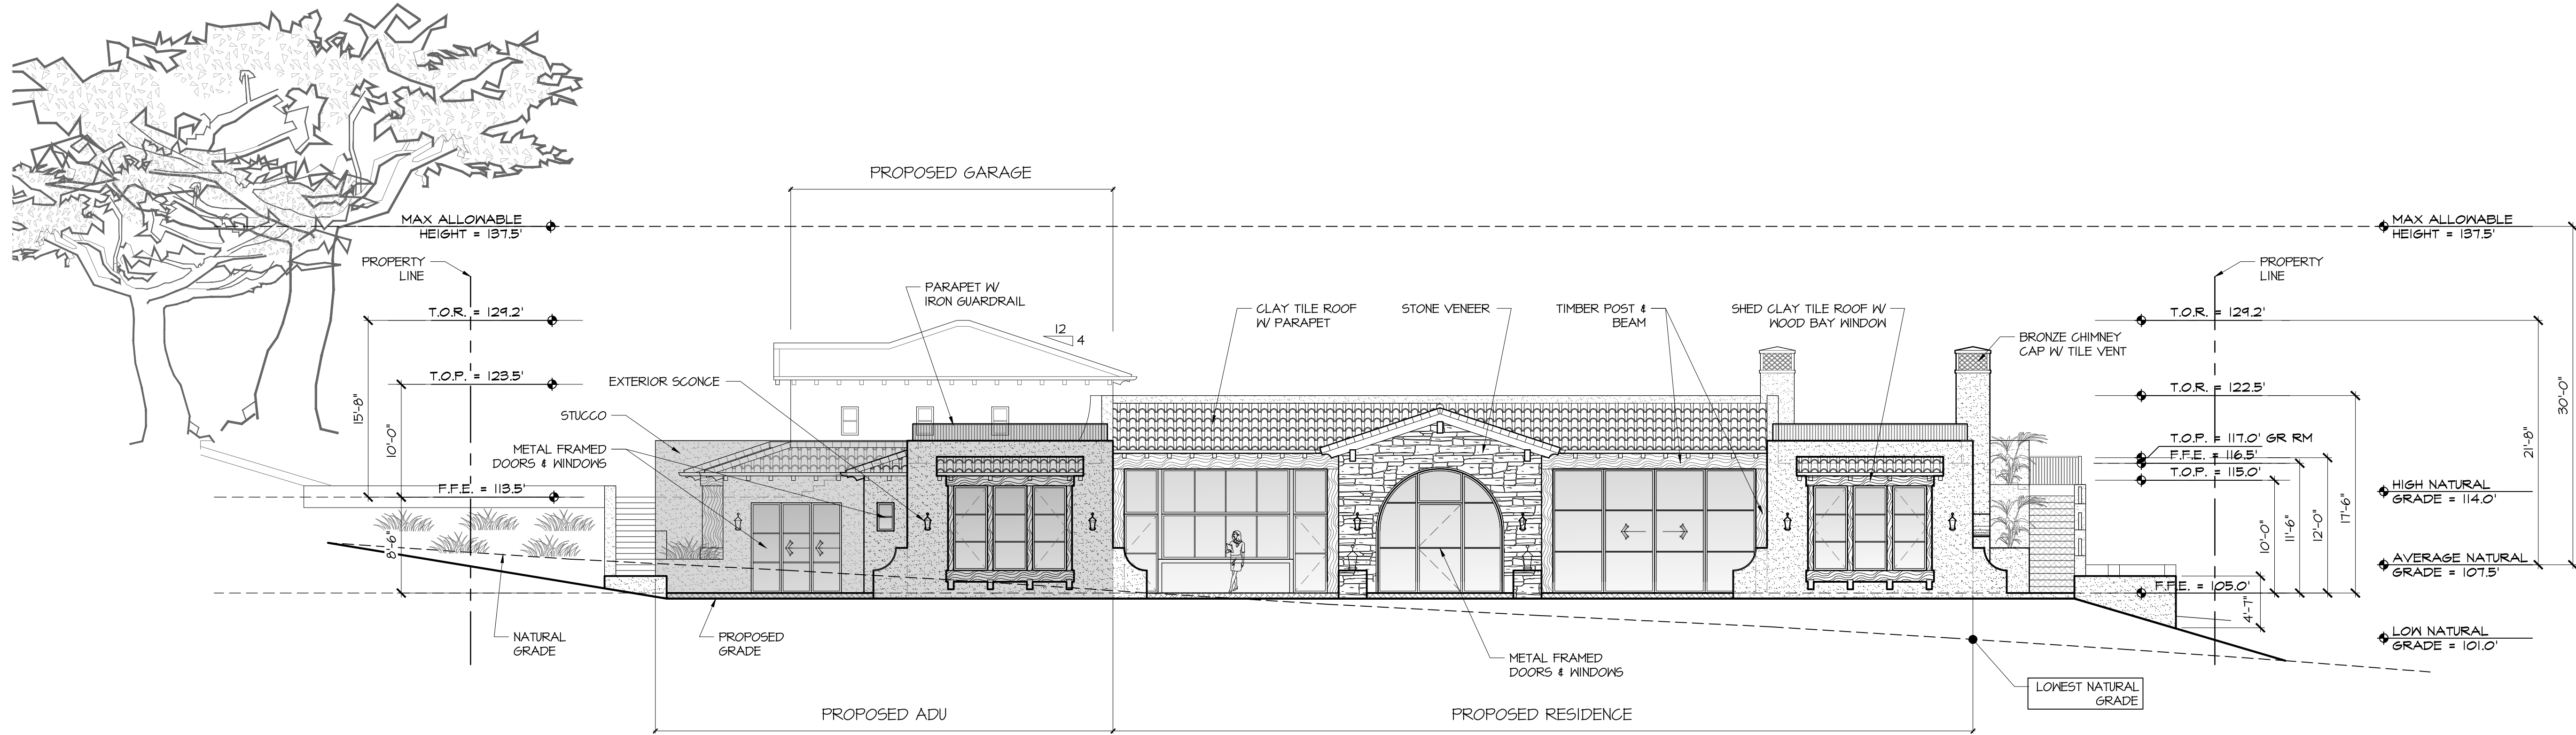 PROPOSED GARAGE
MAX ALLOWABLE
HEIGHT = 137.5'
MAX ALLOWABLE
HEIGHT = 137.5'
PROPERTY
LINE
PROPERTY
LINE
PARAPET W/
IRON GUARDRAIL
CLAY TILE ROOF
W/ PARAPET
STONE VENEER
TIMBER POST &
BEAM
SHED CLAY TILE ROOF W/
WOOD BAY WINDOW
T.O.R. = 129.2'
T.O.R. = 129.2'
12
4
BRONZE CHIMNEY
CAP W/ TILE VENT
T.O.P. = 123.5'
EXTERIOR SCONCE
T.O.R. = 122.5'
15'-8"
10'-0"
STUCCO
METAL FRAMED
DOORS & WINDOWS
30'-0"
21'-8"
T.O.P. = 117.0' GR RM
F.F.E. = 116.5'
T.O.P. = 115.0'
F.F.E. = 113.5'
HIGH NATURAL
GRADE = 114.0'
17'-6"
12'-0"
11'-6"
10'-0"
8'-6"
AVERAGE NATURAL
GRADE = 107.5'
F.F.E. = 105.0'
4'-7"
NATURAL
GRADE
PROPOSED
GRADE
LOW NATURAL
GRADE = 101.0'
METAL FRAMED
DOORS & WINDOWS
LOWEST NATURAL
GRADE
PROPOSED ADU
PROPOSED RESIDENCE